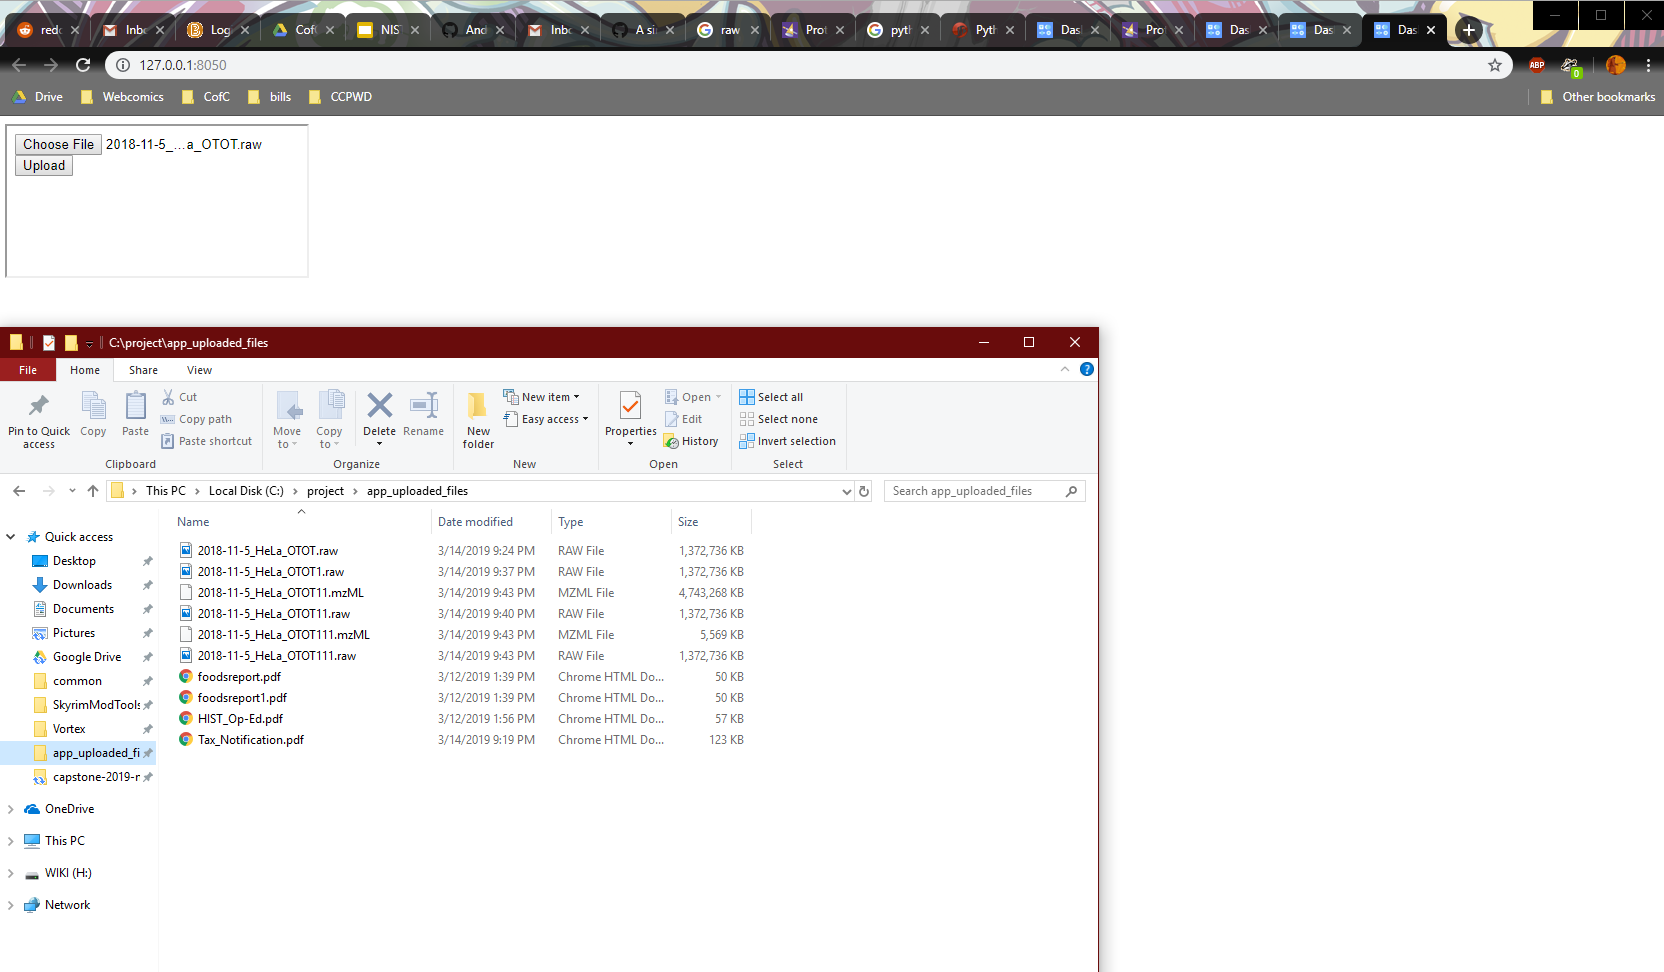 redd Inbo Log CofC NIST And Inbo A si raw Prot pyth Pyth Dash Prot Das Das Das
127.0.0.1:8050 ABP 0
Drive Webcomics CofC bills CCPWD Other bookmarks
Choose File 2018-11-5_...a_OTOT.raw
Upload
C:\project\app_uploaded_files
File Home Share View
Pin to Quick access
Copy
Paste
Cut
Copy path
Paste shortcut
Clipboard
Move to
Copy to
Delete
Rename
Organize
New folder
New item
Easy access
New
Properties
Open
Edit
History
Open
Select all
Select none
Invert selection
Select
This PC > Local Disk (C:) > project > app_uploaded_files
Search app_uploaded_files
Quick access
Desktop
Downloads
Documents
Pictures
Google Drive
common
SkyrimModTools
Vortex
app_uploaded_fi
capstone-2019-r
OneDrive
This PC
WIKI (H:)
Network
Name Date modified Type Size
2018-11-5_HeLa_OTOT.raw 3/14/2019 9:24 PM RAW File 1,372,736 KB
2018-11-5_HeLa_OTOT1.raw 3/14/2019 9:37 PM RAW File 1,372,736 KB
2018-11-5_HeLa_OTOT11.mzML 3/14/2019 9:43 PM MZML File 4,743,268 KB
2018-11-5_HeLa_OTOT11.raw 3/14/2019 9:40 PM RAW File 1,372,736 KB
2018-11-5_HeLa_OTOT111.mzML 3/14/2019 9:43 PM MZML File 5,569 KB
2018-11-5_HeLa_OTOT111.raw 3/14/2019 9:43 PM RAW File 1,372,736 KB
foodsreport.pdf 3/12/2019 1:39 PM Chrome HTML Do... 50 KB
foodsreport1.pdf 3/12/2019 1:39 PM Chrome HTML Do... 50 KB
HIST_Op-Ed.pdf 3/12/2019 1:56 PM Chrome HTML Do... 57 KB
Tax_Notification.pdf 3/14/2019 9:19 PM Chrome HTML Do... 123 KB